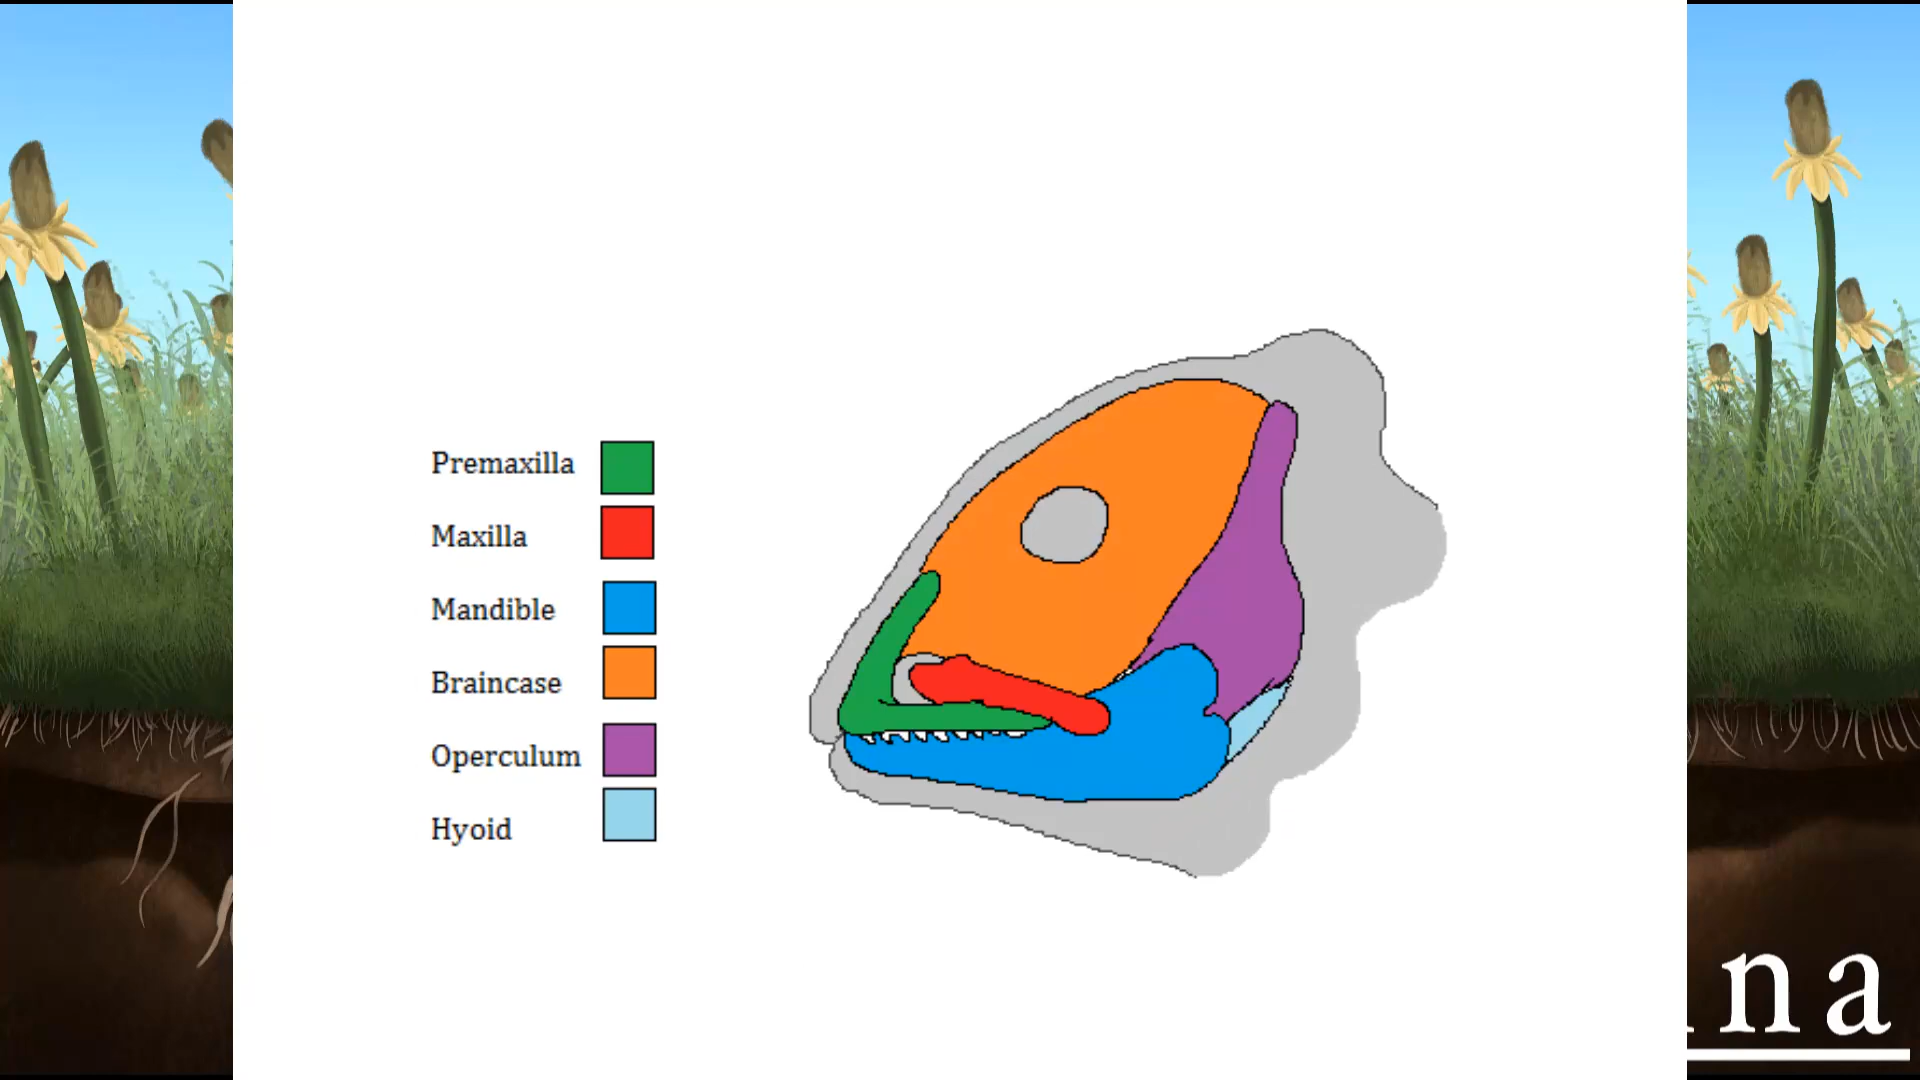 Premaxilla
Maxilla
Mandible
Braincase
Operculum
Hyoid
na